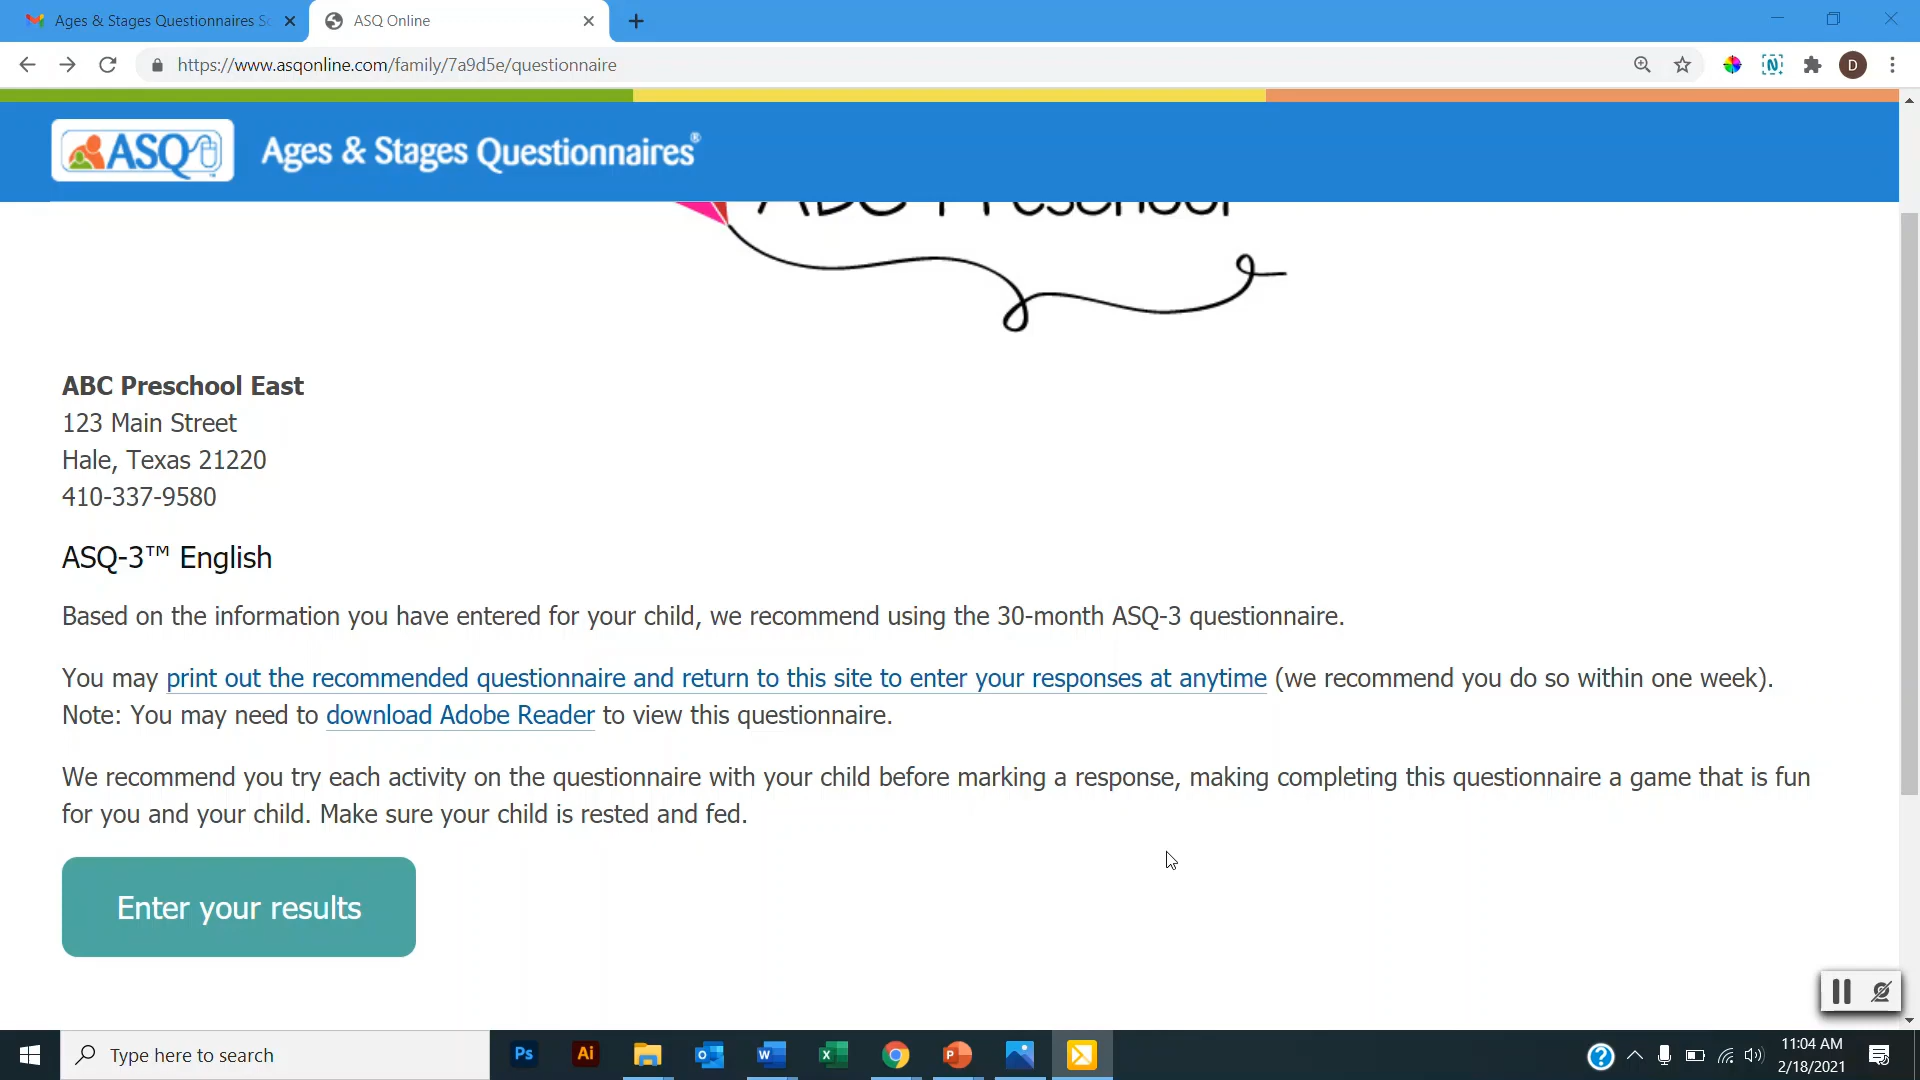 Ages & Stages Questionnaires Sc
ASQ Online
https://www.asqonline.com/family/7a9d5e/questionnaire
D
ASQ
Ages & Stages Questionnaires®
ABC Preschool
ABC Preschool East
123 Main Street
Hale, Texas 21220
410-337-9580
ASQ-3™ English
Based on the information you have entered for your child, we recommend using the 30-month ASQ-3 questionnaire.
You may print out the recommended questionnaire and return to this site to enter your responses at anytime (we recommend you do so within one week).
Note: You may need to download Adobe Reader to view this questionnaire.
We recommend you try each activity on the questionnaire with your child before marking a response, making completing this questionnaire a game that is fun
for you and your child. Make sure your child is rested and fed.
Enter your results
Type here to search
Ps
Ai
11:04 AM
2/18/2021